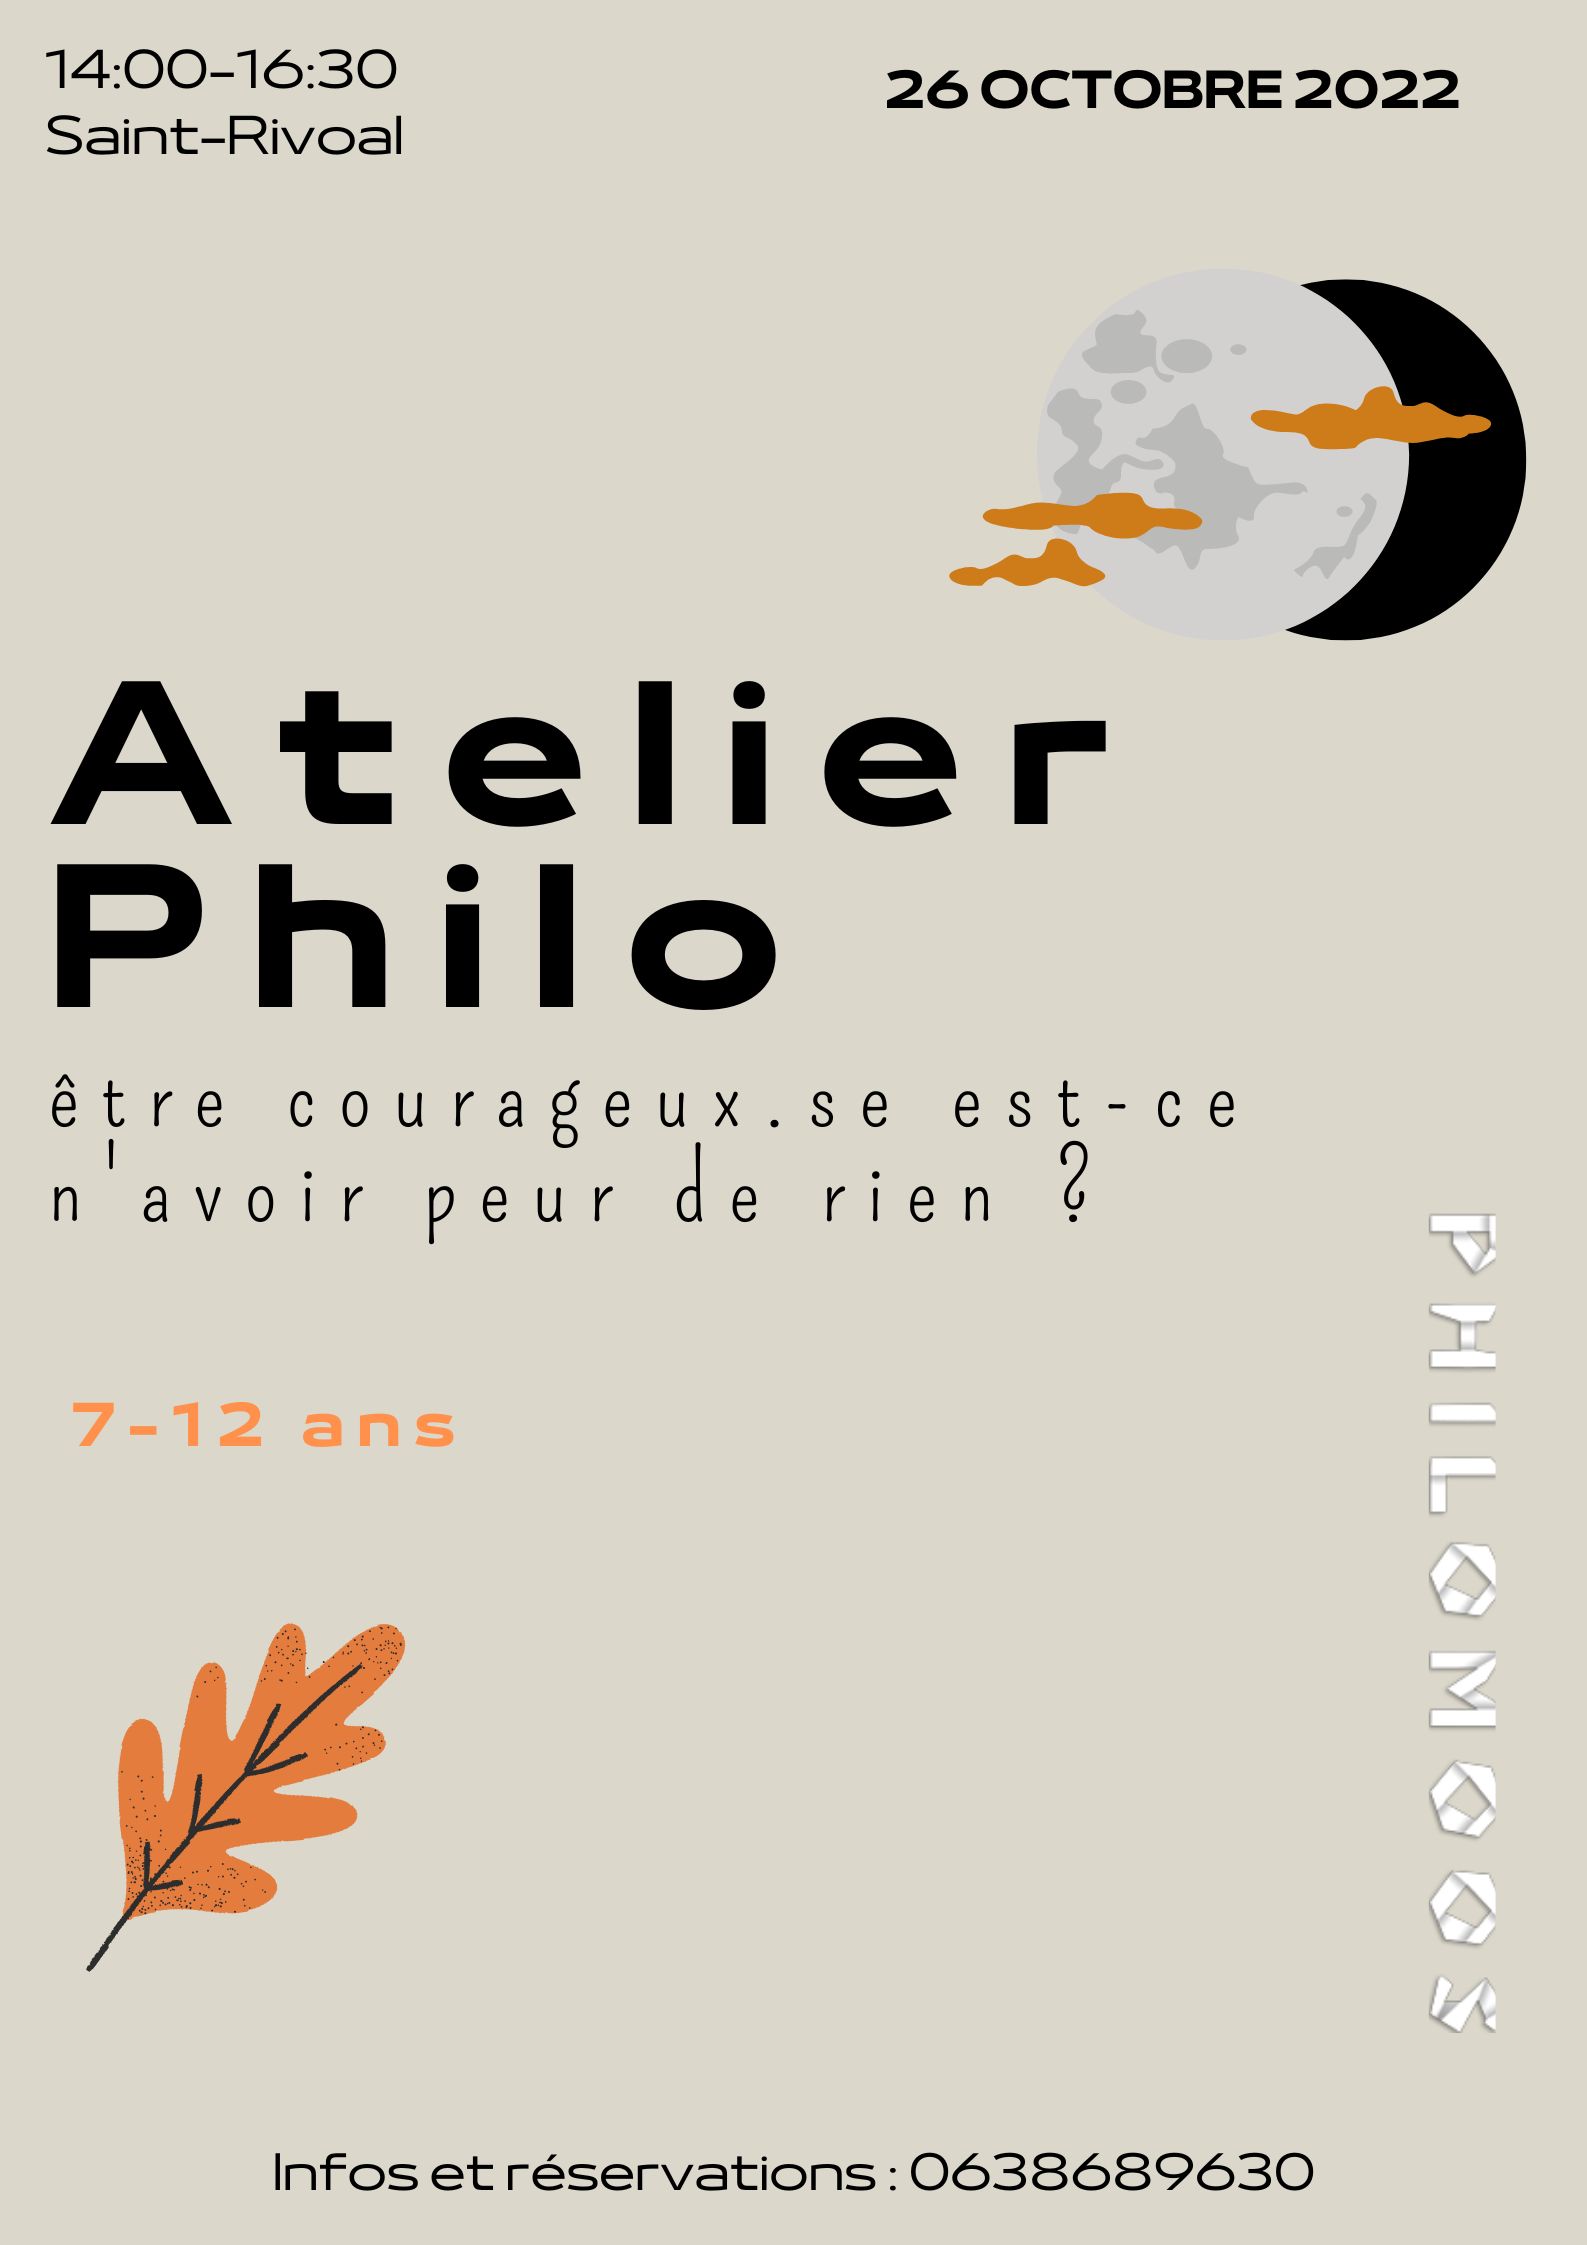 14:00-16:30
Saint-Rivoal
26 OCTOBRE 2022
Atelier
Philo
être courageux.se est-ce
n'avoir peur de rien ?
7-12 ans
PHILOMOOS
Infos et réservations : 0638689630